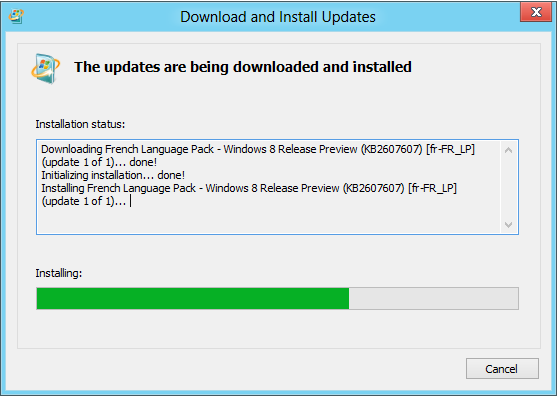 Download and Install Updates
The updates are being downloaded and installed
Installation status:
Downloading French Language Pack - Windows 8 Release Preview (KB2607607) [fr-FR_LP]
(update 1 of 1)... done!
Initializing installation... done!
Installing French Language Pack - Windows 8 Release Preview (KB2607607) [fr-FR_LP]
(update 1 of 1)...
Installing:
Cancel